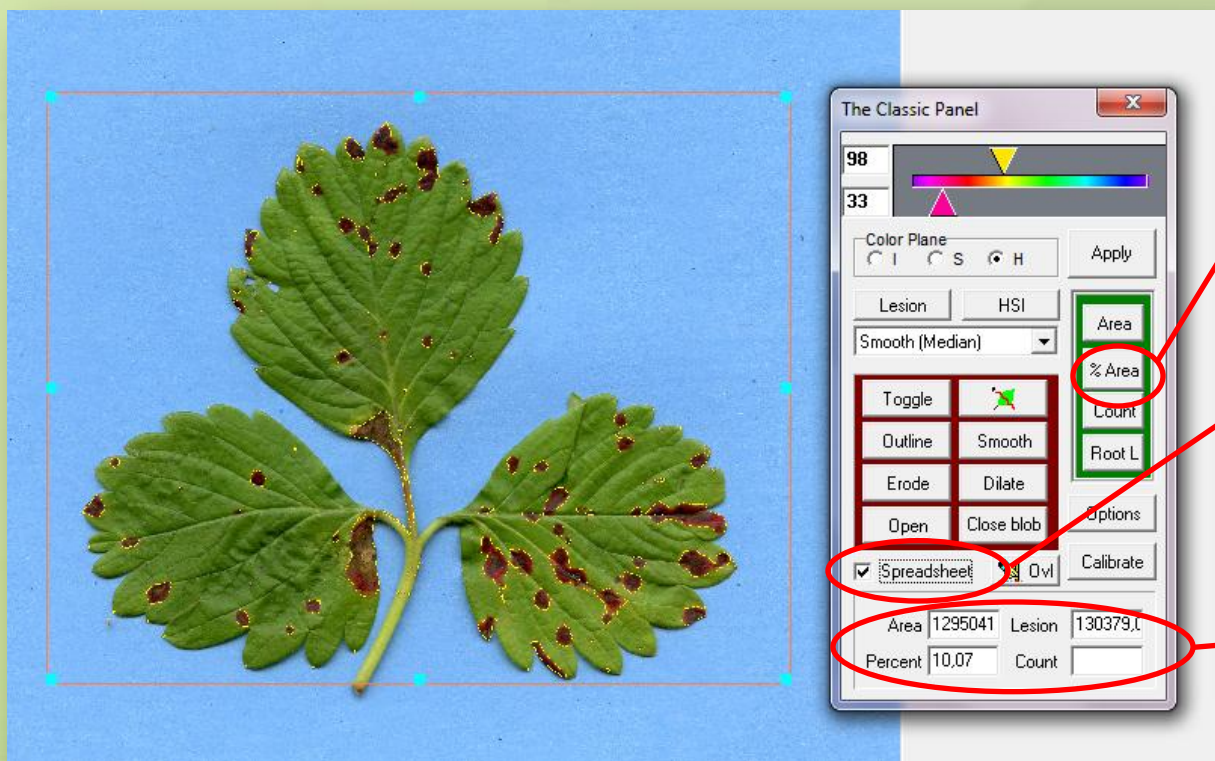 The Classic Panel
98
33
Color Plane
I S H
Apply
Lesion HSI
Smooth (Median)
Area
% Area
Count
Root L
Toggle
Outline Smooth
Erode Dilate
Open Close blob
Options
Spreadsheet Ovl
Calibrate
Area 1295041 Lesion 130379,0
Percent 10,07 Count